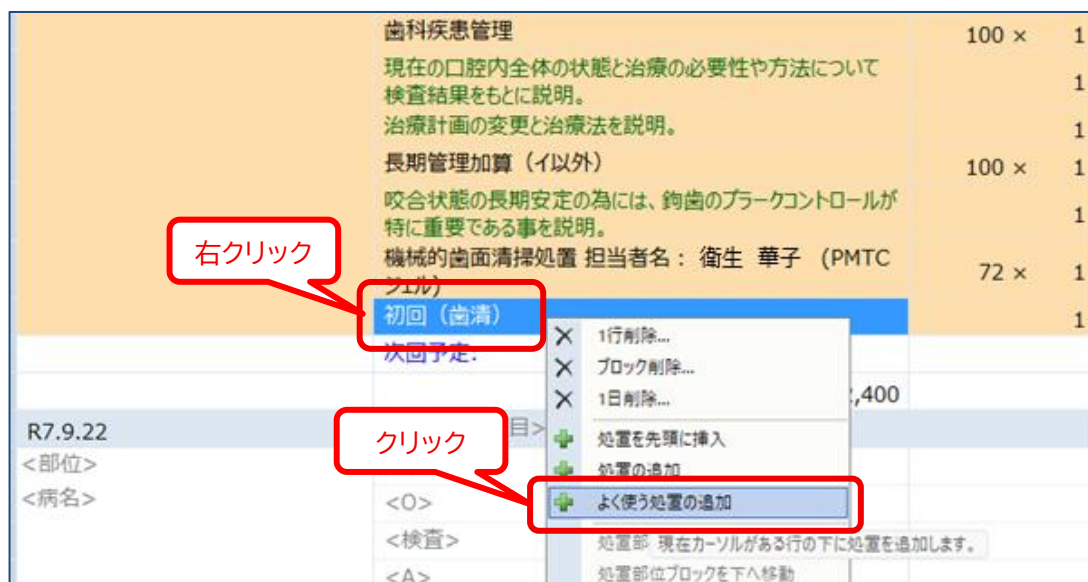 歯科疾患管理 100 × 1
現在の口腔内全体の状態と治療の必要性や方法について
検査結果をもとに説明。 1
治療計画の変更と治療法を説明。 1
長期管理加算（イ以外） 100 × 1
咬合状態の長期安定の為には、鉤歯のプラークコントロールが
特に重要である事を説明。 1
右クリック
機械的歯面清掃処置 担当者名： 衛生 華子 (PMTC
ジェル) 72 × 1
初回（歯清） 1
次回予定:
1行削除...
ブロック削除...
1日削除...
,400
R7.9.22
目>
クリック
処置を先頭に挿入
<部位>
処置の追加
<病名>
<O>
よく使う処置の追加
<検査>
処置部
現在カーソルがある行の下に処置を追加します。
<A>
処置部位ブロックを下へ移動